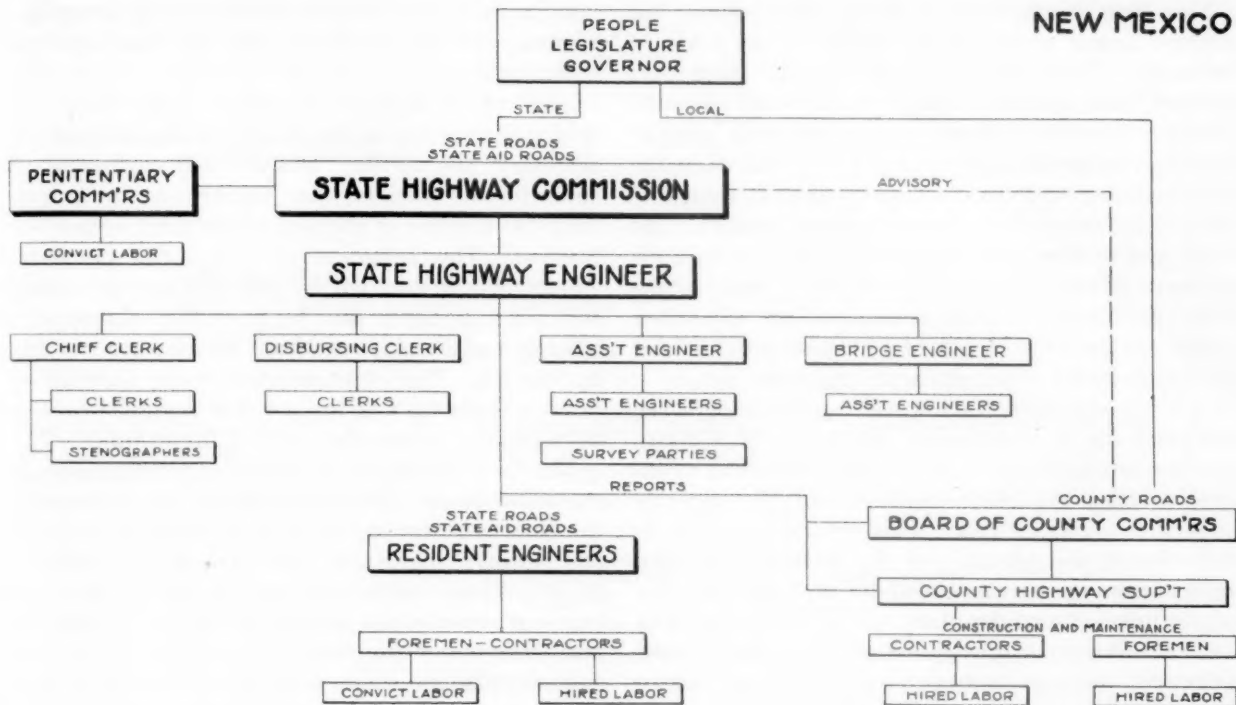 NEW MEXICO
PEOPLE
LEGISLATURE
GOVERNOR
STATE
LOCAL
STATE ROADS
STATE AID ROADS
PENITENTIARY
COMM'RS
STATE HIGHWAY COMMISSION
ADVISORY
CONVICT LABOR
STATE HIGHWAY ENGINEER
CHIEF CLERK
DISBURSING CLERK
ASS'T ENGINEER
BRIDGE ENGINEER
CLERKS
CLERKS
ASS'T ENGINEERS
ASS'T ENGINEERS
STENOGRAPHERS
SURVEY PARTIES
REPORTS
STATE ROADS
STATE AID ROADS
RESIDENT ENGINEERS
COUNTY ROADS
BOARD OF COUNTY COMM'RS
COUNTY HIGHWAY SUP'T
CONSTRUCTION AND MAINTENANCE
FOREMEN-CONTRACTORS
CONTRACTORS
FOREMEN
CONVICT LABOR
HIRED LABOR
HIRED LABOR
HIRED LABOR